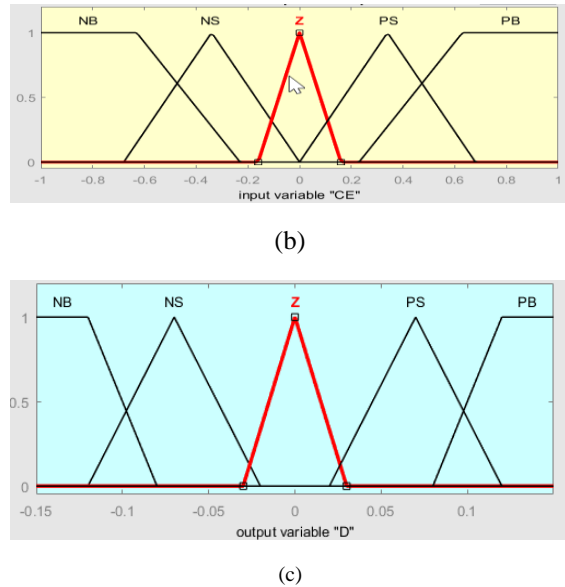 NB NS Z PS PB
1
0.5
0
-1 -0.8 -0.6 -0.4 -0.2 0 0.2 0.4 0.6 0.8 1
input variable "CE"
(b)
NB NS Z PS PB
1
0.5
0
-0.15 -0.1 -0.05 0 0.05 0.1
output variable "D"
(c)